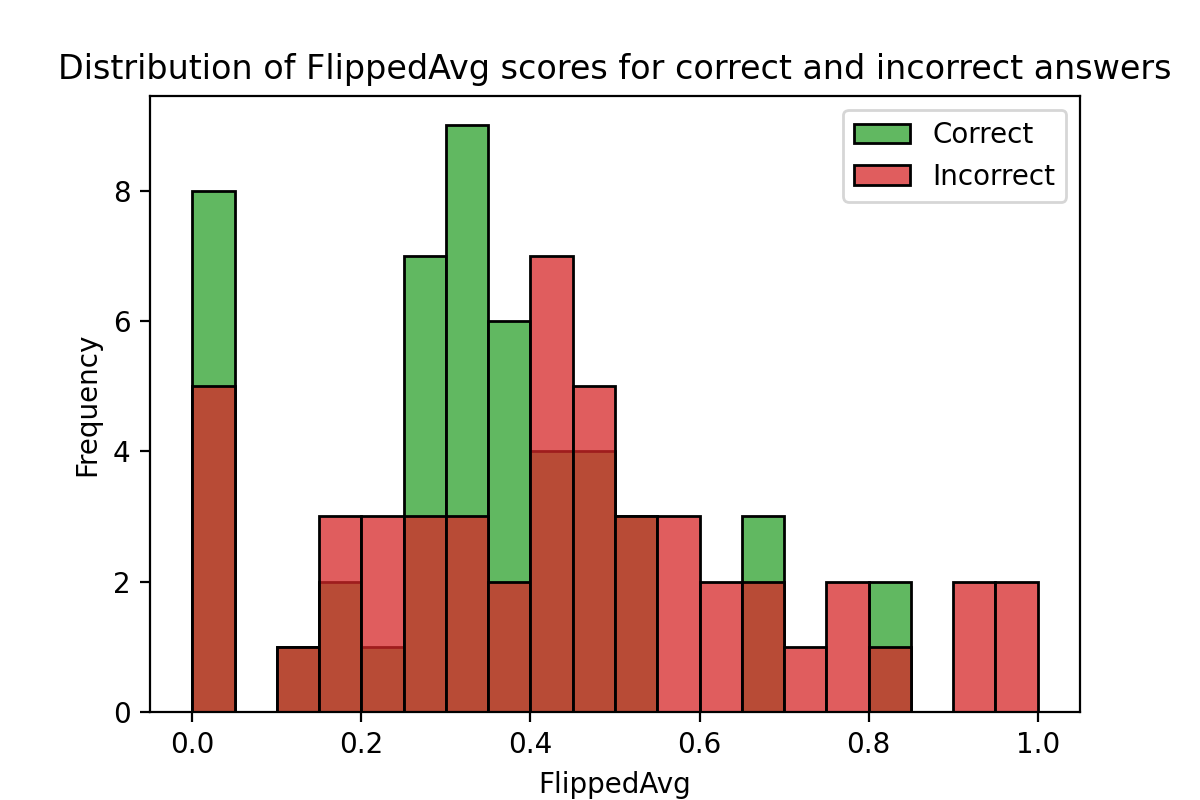 Distribution of FlippedAvg scores for correct and incorrect answers
Correct
Incorrect
8
6
4
2
0
Frequency
0.0 0.2 0.4 0.6 0.8 1.0
FlippedAvg